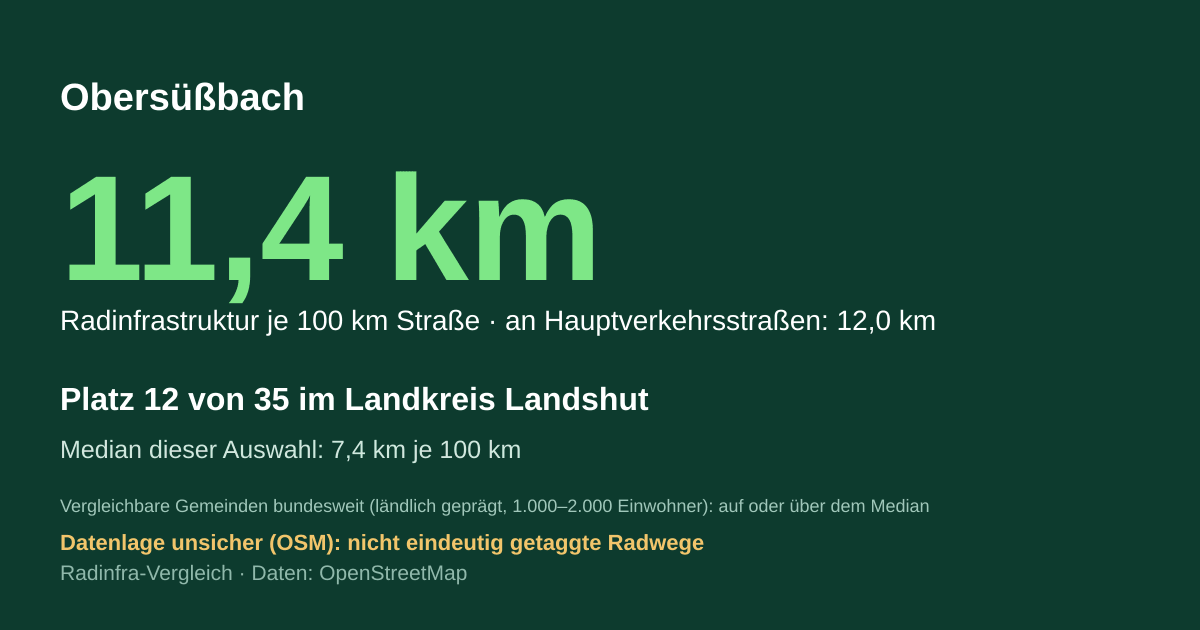 Obersüßbach
11,4 km
Radinfrastruktur je 100 km Straße · an Hauptverkehrsstraßen: 12,0 km
Platz 12 von 35 im Landkreis Landshut
Median dieser Auswahl: 7,4 km je 100 km
Vergleichbare Gemeinden bundesweit (ländlich geprägt, 1.000–2.000 Einwohner): auf oder über dem Median
Datenlage unsicher (OSM): nicht eindeutig getaggte Radwege
Radinfra-Vergleich · Daten: OpenStreetMap